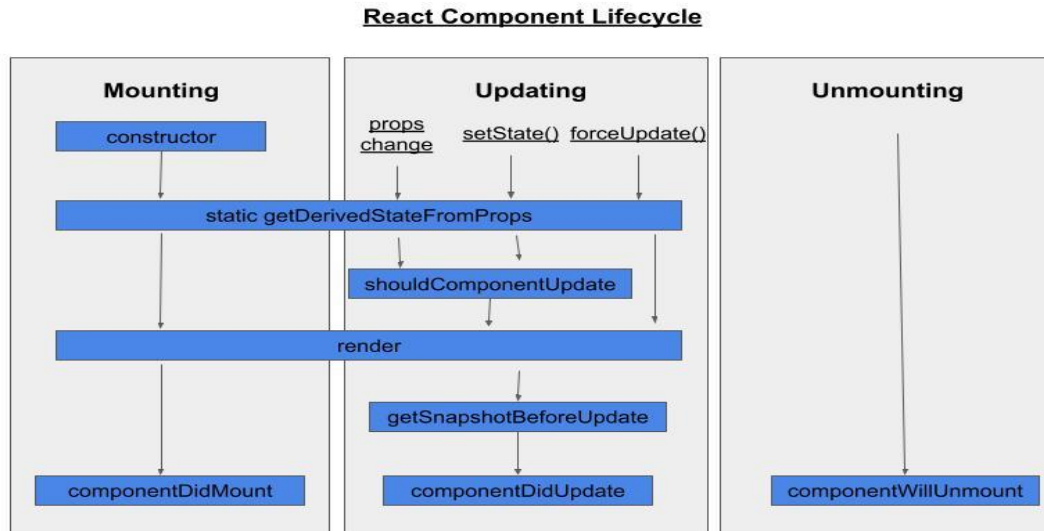 React Component Lifecycle
Mounting
Updating
Unmounting
constructor
props
change
setState()
forceUpdate()
static getDerivedStateFromProps
shouldComponentUpdate
render
getSnapshotBeforeUpdate
componentDidMount
componentDidUpdate
componentWillUnmount